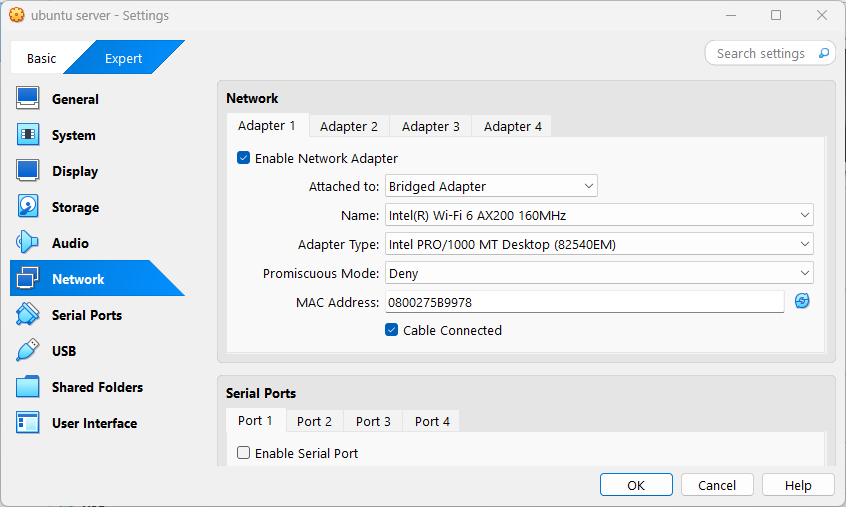 ubuntu server - Settings
Basic
Expert
Search settings
General
System
Display
Storage
Audio
Network
Serial Ports
USB
Shared Folders
User Interface
Network
Adapter 1 Adapter 2 Adapter 3 Adapter 4
Enable Network Adapter
Attached to: Bridged Adapter
Name: Intel(R) Wi-Fi 6 AX200 160MHz
Adapter Type: Intel PRO/1000 MT Desktop (82540EM)
Promiscuous Mode: Deny
MAC Address: 0800275B9978
Cable Connected
Serial Ports
Port 1 Port 2 Port 3 Port 4
Enable Serial Port
OK Cancel Help